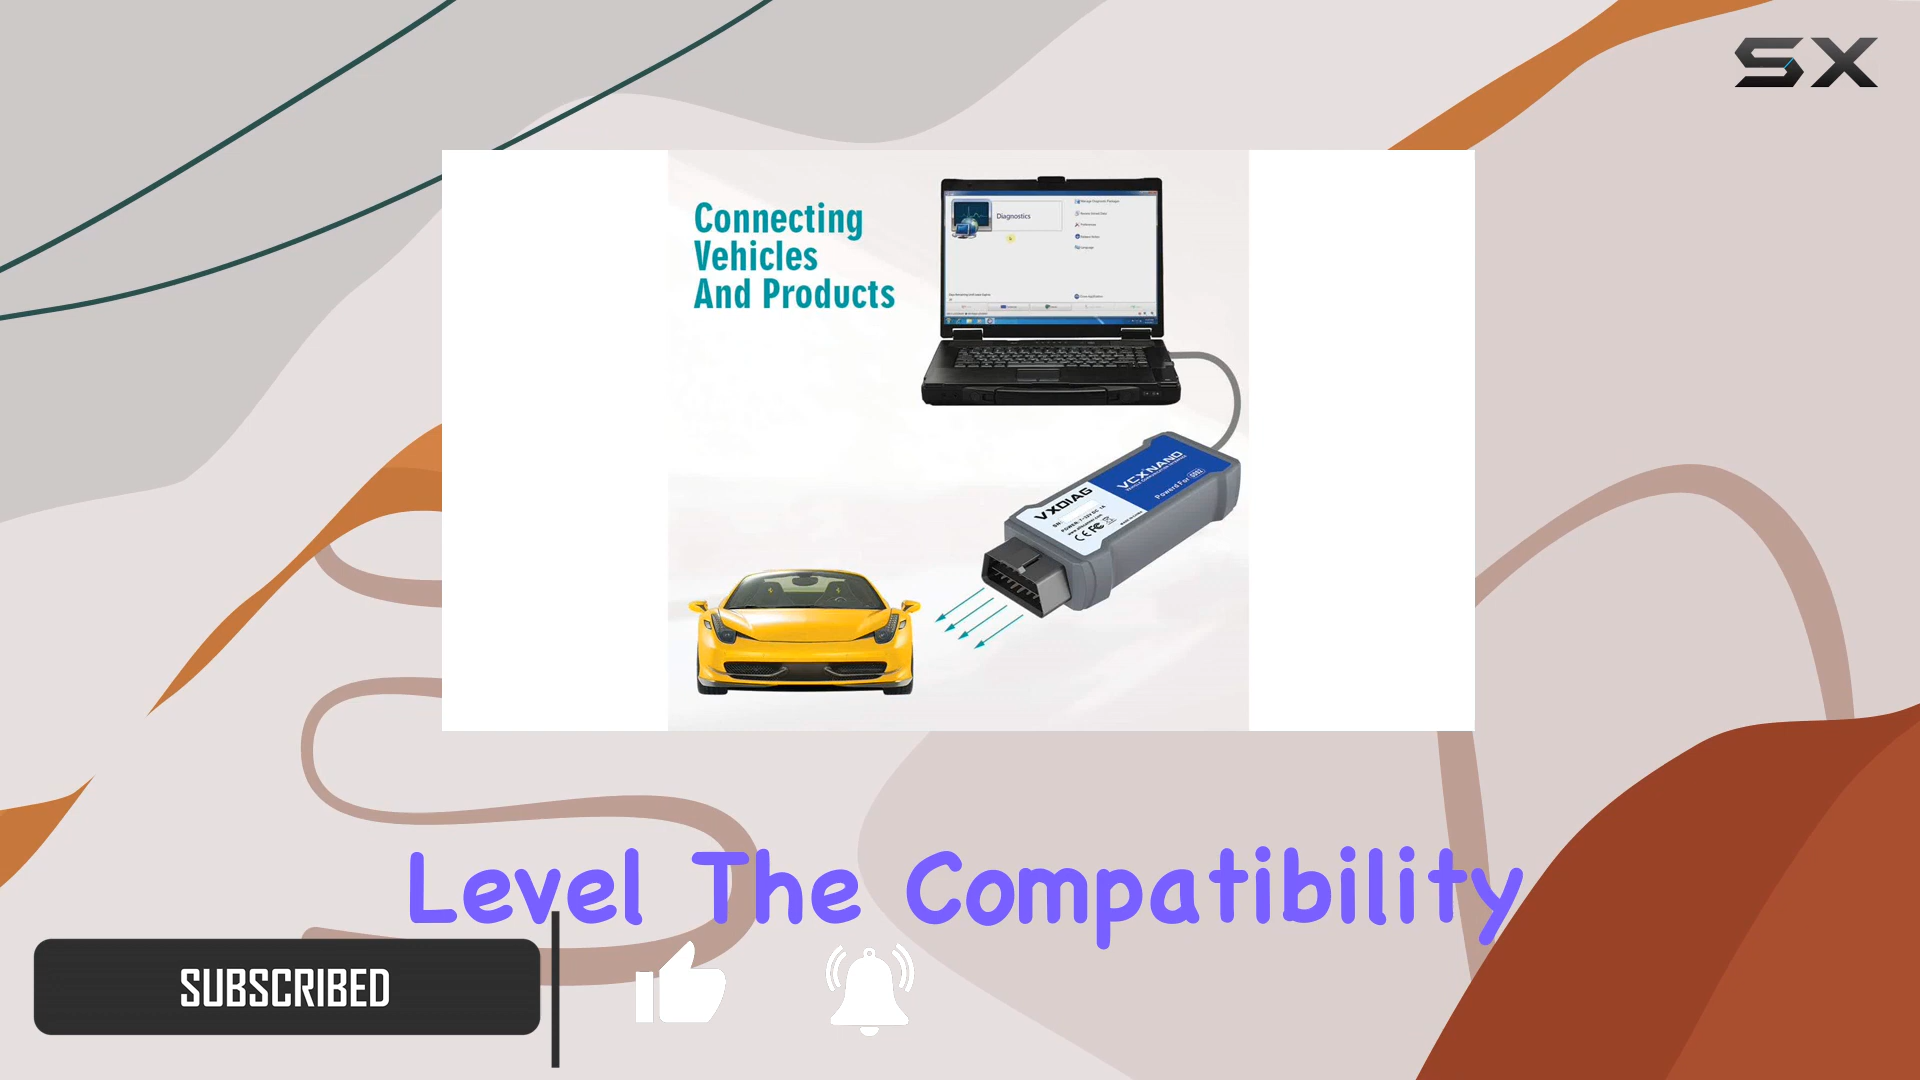 SX
Connecting
Vehicles
And Products
Diagnostics
VCX NANO
VXDIAG
Level The Compatibility
SUBSCRIBED